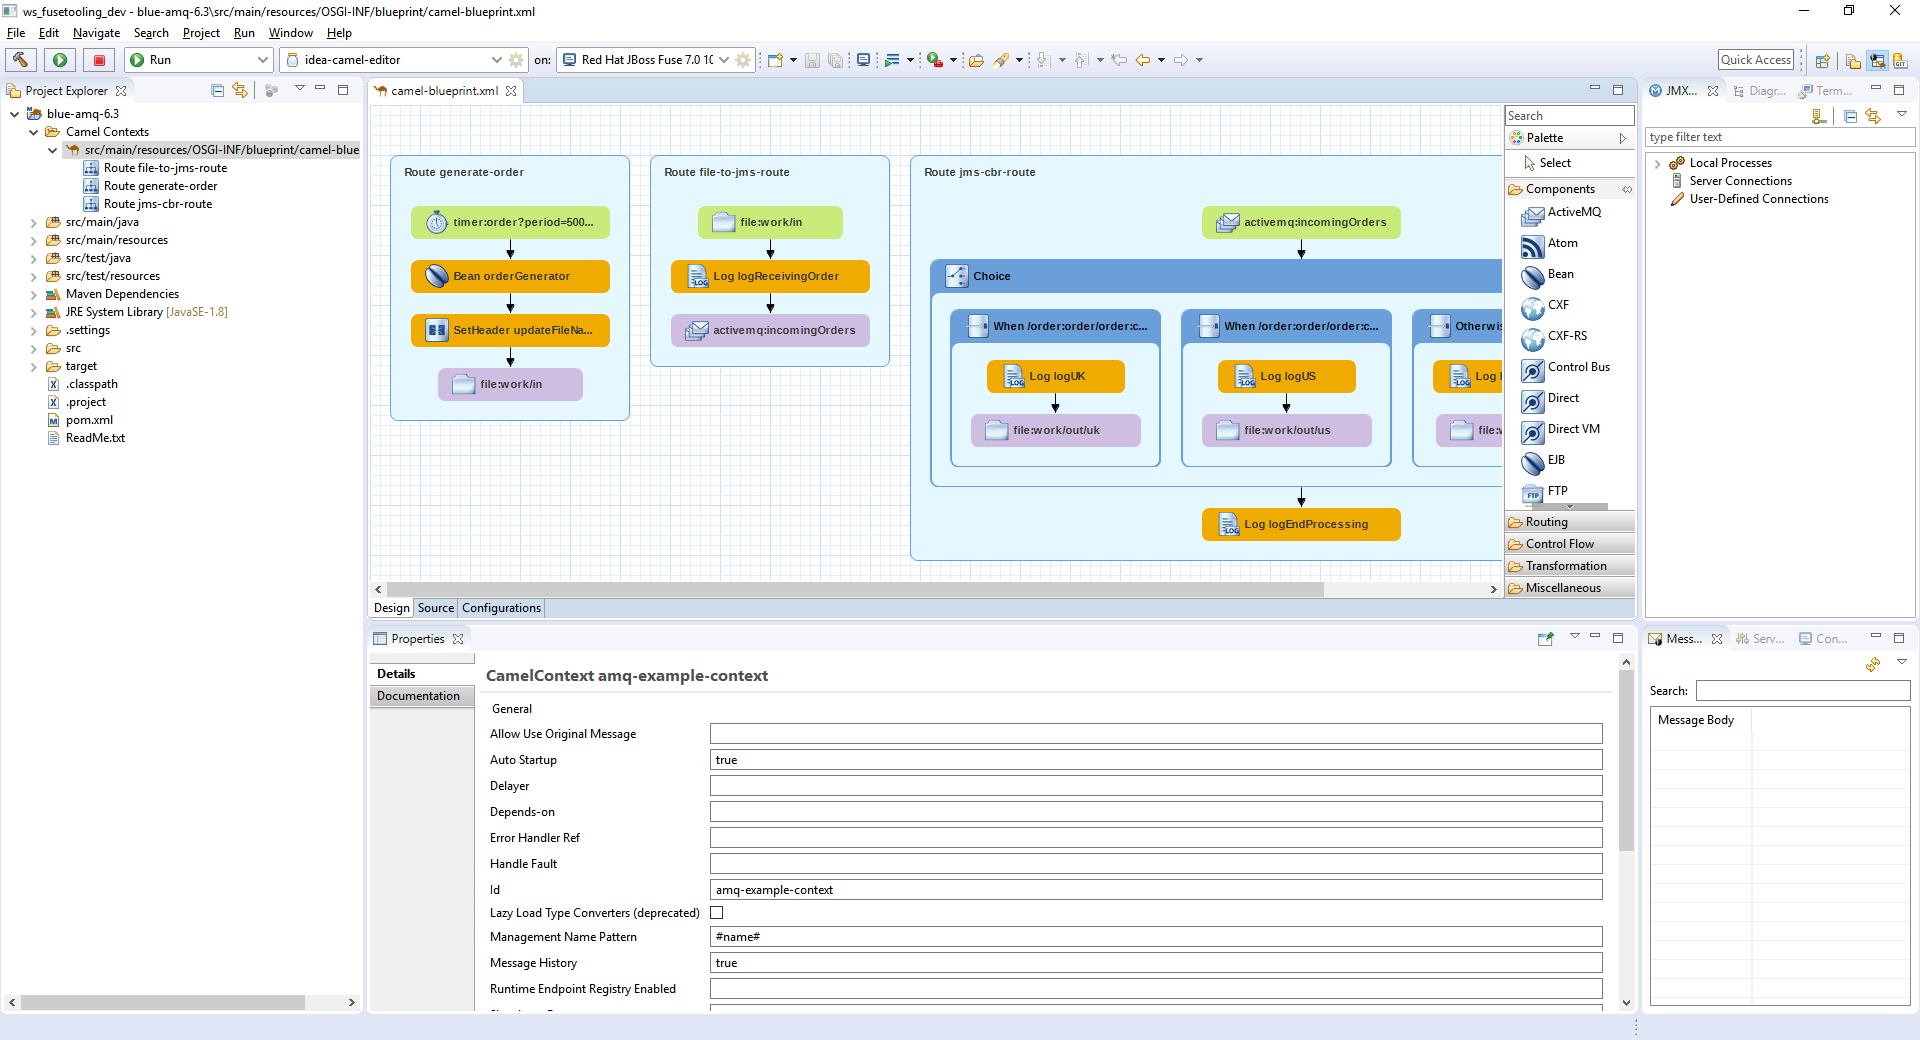 ws_fusetooling_dev - blue-amq-6.3\src/main/resources/OSGI-INF/blueprint/camel-blueprint.xml
File Edit Navigate Search Project Run Window Help
Run
idea-camel-editor
on:
Red Hat JBoss Fuse 7.0
Quick Access
Project Explorer
blue-amq-6.3
Camel Contexts
src/main/resources/OSGI-INF/blueprint/camel-blue
Route file-to-jms-route
Route generate-order
Route jms-cbr-route
src/main/java
src/main/resources
src/test/java
src/test/resources
Maven Dependencies
JRE System Library [JavaSE-1.8]
.settings
src
target
.classpath
.project
pom.xml
ReadMe.txt
camel-blueprint.xml
Route generate-order
timer:order?period=500...
Bean orderGenerator
SetHeader updateFileNa...
file:work/in
Route file-to-jms-route
file:work/in
Log logReceivingOrder
activemq:incomingOrders
Route jms-cbr-route
activemq:incomingOrders
Choice
When /order:order/order:c...
Log logUK
file:work/out/uk
When /order:order/order:c...
Log logUS
file:work/out/us
Otherwis
Log l
file:w
Log logEndProcessing
Search
Palette
Select
Components
ActiveMQ
Atom
Bean
CXF
CXF-RS
Control Bus
Direct
Direct VM
EJB
FTP
Routing
Control Flow
Transformation
Miscellaneous
Design Source Configurations
JMX... Diagr... Term...
type filter text
Local Processes
Server Connections
User-Defined Connections
Properties
Details
Documentation
CamelContext amq-example-context
General
Allow Use Original Message
Auto Startup true
Delayer
Depends-on
Error Handler Ref
Handle Fault
Id amq-example-context
Lazy Load Type Converters (deprecated)
Management Name Pattern #name#
Message History true
Runtime Endpoint Registry Enabled
Mess... Serv... Con...
Search:
Message Body